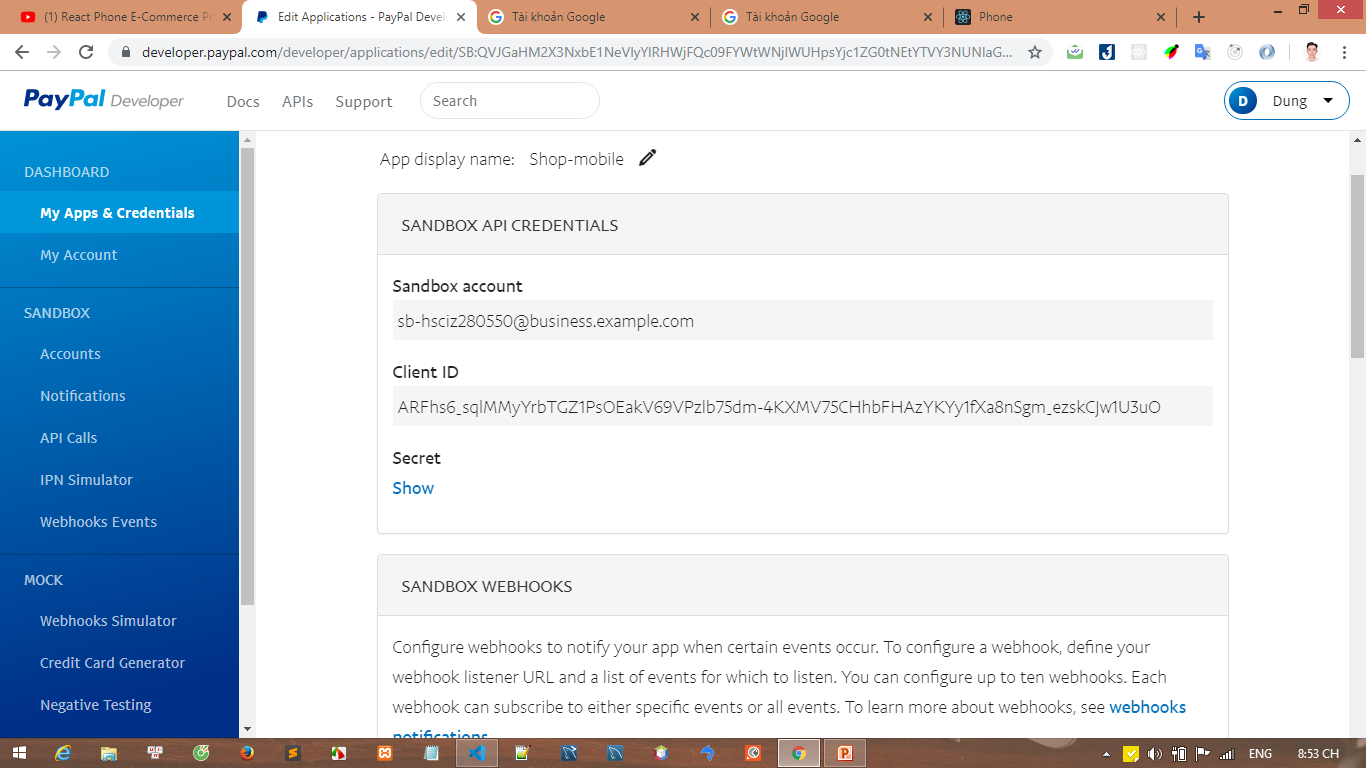 (1) React Phone E-Commerce P
Edit Applications - PayPal Devel
Tài khoản Google
Tài khoản Google
Phone
developer.paypal.com/developer/applications/edit/SB:QVJGaHM2X3NxbE1NeVlyYlRHWjFQc09FYWtWNjlWUHpsYjc1ZG0tNEtYTVY3NUNIaG...
PayPal Developer
Docs
APIs
Support
Search
D
Dung
DASHBOARD
My Apps & Credentials
My Account
SANDBOX
Accounts
Notifications
API Calls
IPN Simulator
Webhooks Events
MOCK
Webhooks Simulator
Credit Card Generator
Negative Testing
App display name: Shop-mobile
SANDBOX API CREDENTIALS
Sandbox account
sb-hsciz280550@business.example.com
Client ID
ARFhs6_sqlMMyYrbTGZ1PsOEakV69VPzlb75dm-4KXMV75CHhbFHAzYKYy1fXa8nSgm_ezskCJw1U3uO
Secret
Show
SANDBOX WEBHOOKS
Configure webhooks to notify your app when certain events occur. To configure a webhook, define your
webhook listener URL and a list of events for which to listen. You can configure up to ten webhooks. Each
webhook can subscribe to either specific events or all events. To learn more about webhooks, see webhooks
notifications
ENG
8:53 CH